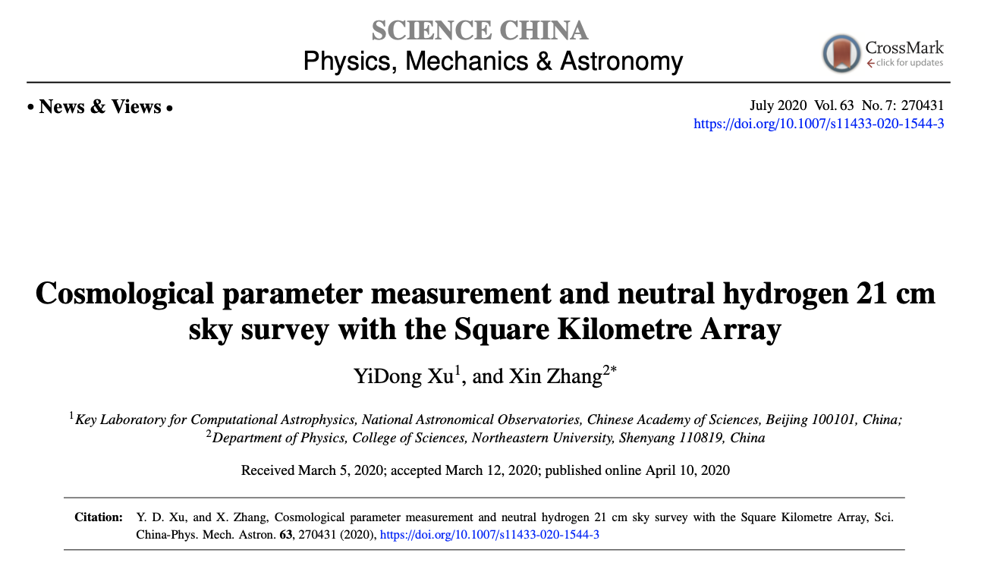 SCIENCE CHINA
Physics, Mechanics & Astronomy
CrossMark
click for updates
• News & Views •
July 2020 Vol. 63 No. 7: 270431
https://doi.org/10.1007/s11433-020-1544-3
Cosmological parameter measurement and neutral hydrogen 21 cm
sky survey with the Square Kilometre Array
YiDong Xu1, and Xin Zhang2*
1Key Laboratory for Computational Astrophysics, National Astronomical Observatories, Chinese Academy of Sciences, Beijing 100101, China;
2Department of Physics, College of Sciences, Northeastern University, Shenyang 110819, China
Received March 5, 2020; accepted March 12, 2020; published online April 10, 2020
Citation: Y. D. Xu, and X. Zhang, Cosmological parameter measurement and neutral hydrogen 21 cm sky survey with the Square Kilometre Array, Sci.
China-Phys. Mech. Astron. 63, 270431 (2020), https://doi.org/10.1007/s11433-020-1544-3